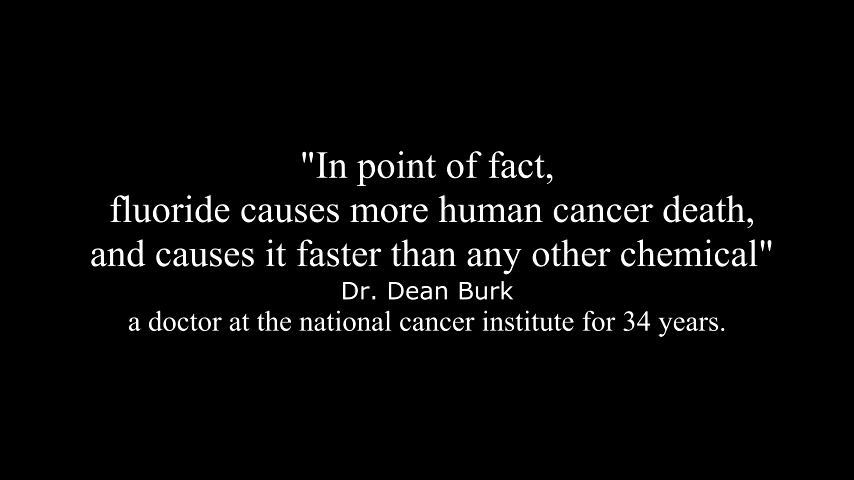 "In point of fact,
fluoride causes more human cancer death,
and causes it faster than any other chemical"
Dr. Dean Burk
a doctor at the national cancer institute for 34 years.